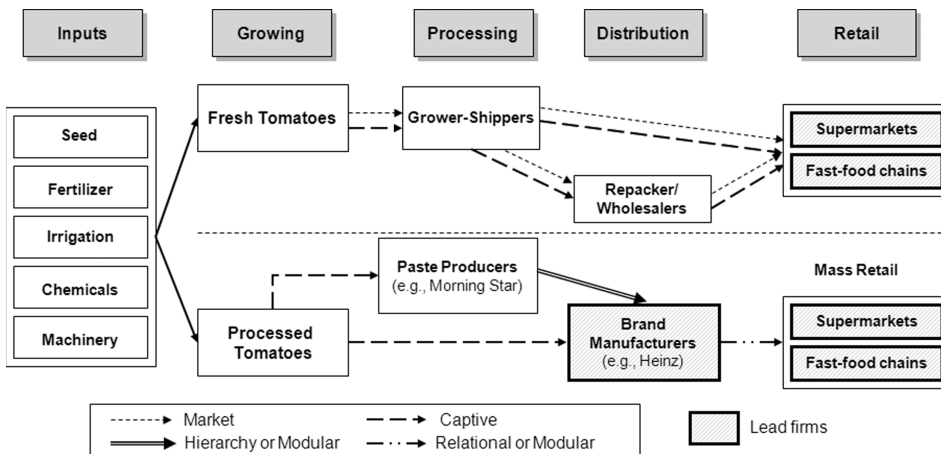 Inputs
Growing
Processing
Distribution
Retail
Seed
Fertilizer
Irrigation
Chemicals
Machinery
Fresh Tomatoes
Grower-Shippers
Repacker/
Wholesalers
Supermarkets
Fast-food chains
Processed
Tomatoes
Paste Producers
(e.g., Morning Star)
Brand
Manufacturers
(e.g., Heinz)
Mass Retail
Supermarkets
Fast-food chains
Market
Captive
Hierarchy or Modular
Relational or Modular
Lead firms